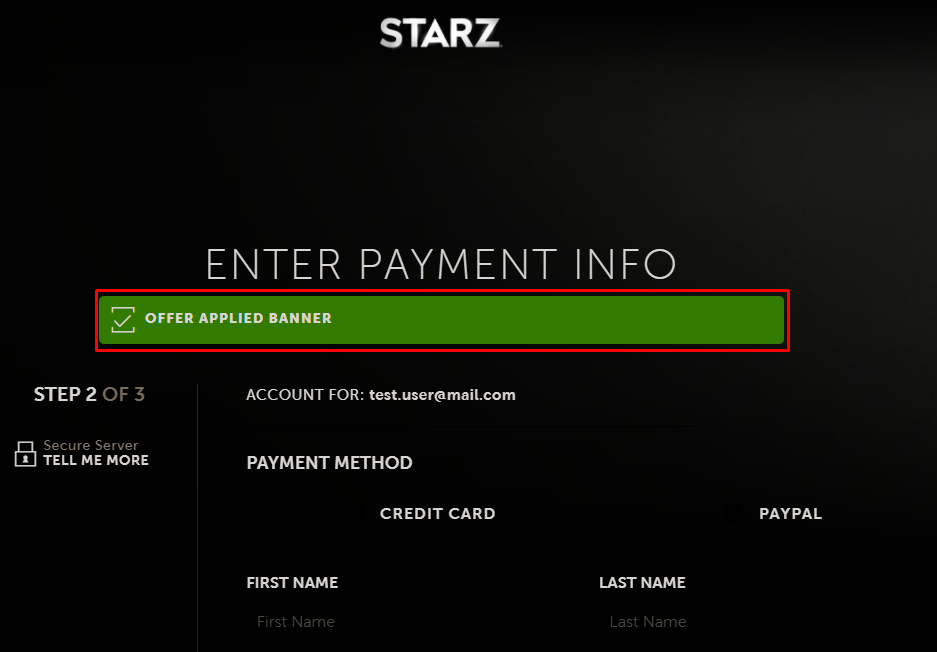 STARZ
ENTER PAYMENT INFO
OFFER APPLIED BANNER
STEP 2 OF 3
ACCOUNT FOR: test.user@mail.com
Secure Server
TELL ME MORE
PAYMENT METHOD
CREDIT CARD
PAYPAL
FIRST NAME
LAST NAME
First Name
Last Name